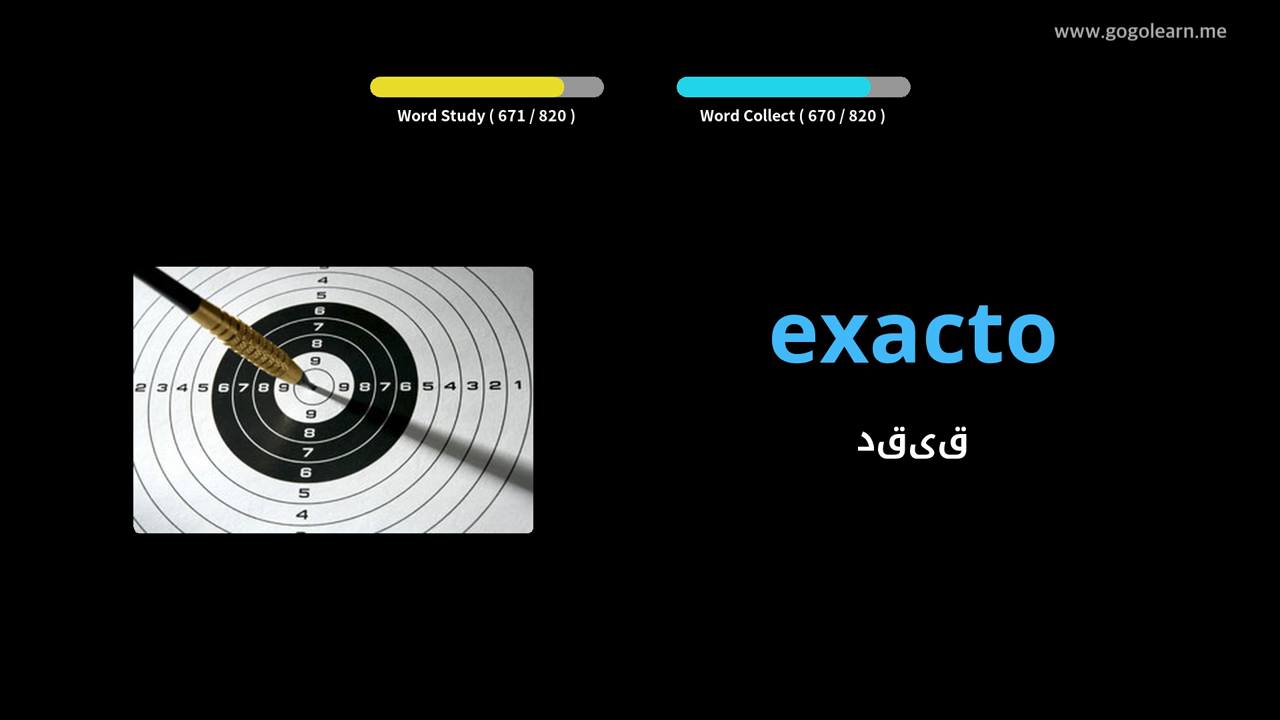 www.gogolearn.me
Word Study ( 671 / 820 )
Word Collect ( 670 / 820 )
4
5
6
7
8
9
2 3 4 5 6 7 8 9 9 8 7 6 5 4 3 2 1
9
8
7
6
5
4
exacto
دقیق